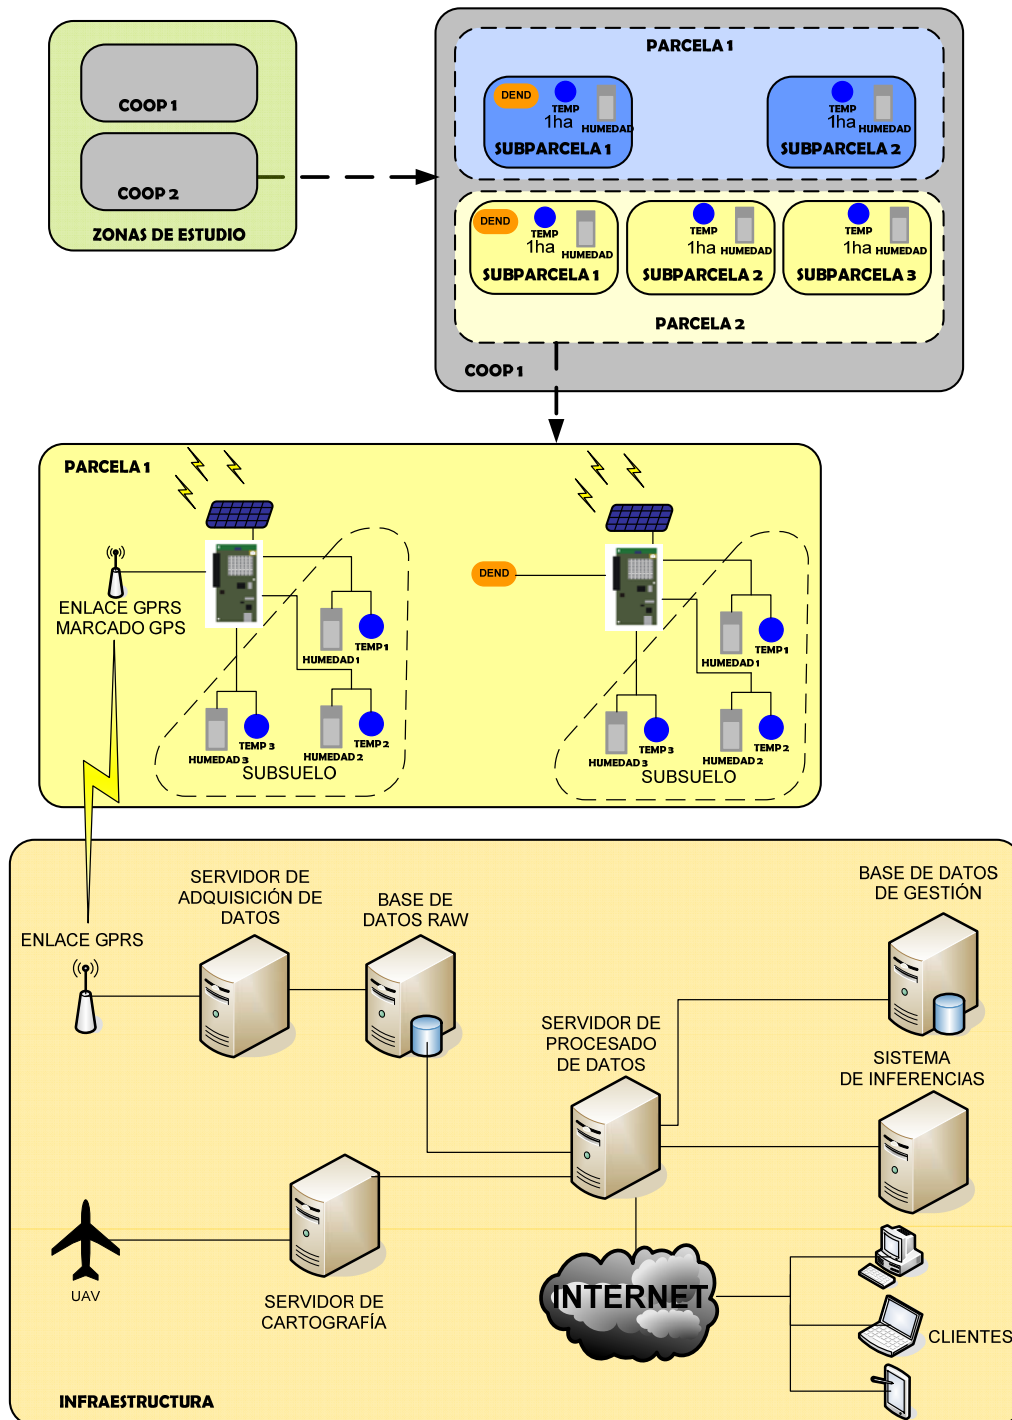 COOP 1
COOP 2
ZONAS DE ESTUDIO
PARCELA 1
DEND
TEMP
1ha
HUMEDAD
SUBPARCELA 1
TEMP
1ha
HUMEDAD
SUBPARCELA 2
DEND
TEMP
1ha
HUMEDAD
SUBPARCELA 1
TEMP
1ha
HUMEDAD
SUBPARCELA 2
TEMP
1ha
HUMEDAD
SUBPARCELA 3
PARCELA 2
COOP 1
PARCELA 1
ENLACE GPRS
MARCADO GPS
HUMEDAD 1
TEMP 1
HUMEDAD 3
TEMP 3
HUMEDAD 2
TEMP 2
SUBSUELO
DEND
HUMEDAD 1
TEMP 1
HUMEDAD 3
TEMP 3
HUMEDAD 2
TEMP 2
SUBSUELO
ENLACE GPRS
SERVIDOR DE
ADQUISICIÓN DE
DATOS
BASE DE
DATOS RAW
BASE DE DATOS
DE GESTIÓN
SERVIDOR DE
PROCESADO
DE DATOS
SISTEMA
DE INFERENCIAS
UAV
SERVIDOR DE
CARTOGRAFÍA
INTERNET
CLIENTES
INFRAESTRUCTURA